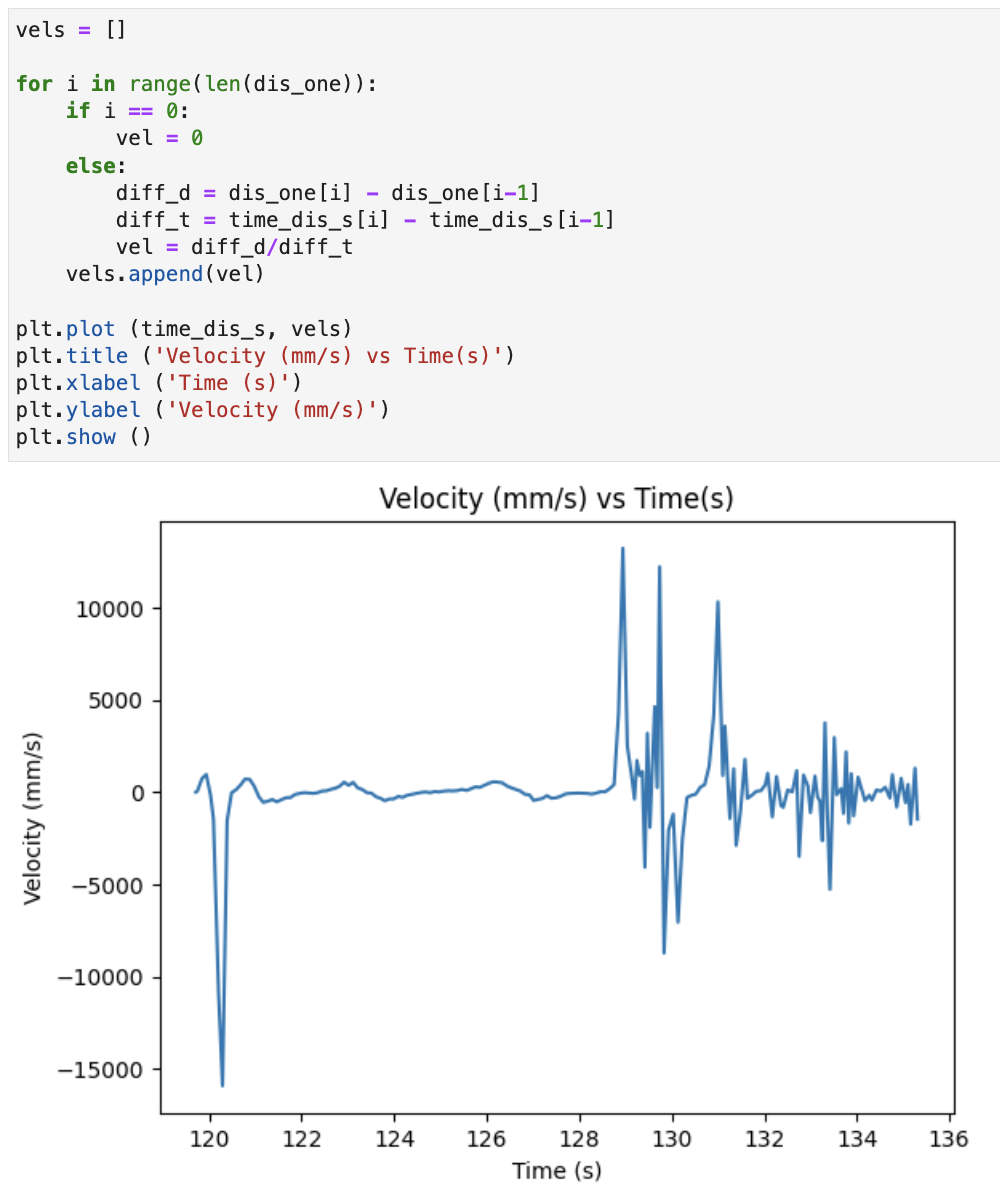 vels = []
for i in range(len(dis_one)):
    if i == 0:
        vel = 0
    else:
        diff_d = dis_one[i] - dis_one[i-1]
        diff_t = time_dis_s[i] - time_dis_s[i-1]
        vel = diff_d/diff_t
    vels.append(vel)
plt.plot (time_dis_s, vels)
plt.title ('Velocity (mm/s) vs Time(s)')
plt.xlabel ('Time (s)')
plt.ylabel ('Velocity (mm/s)')
plt.show ()
Velocity (mm/s) vs Time(s)
Velocity (mm/s)
10000
5000
0
−5000
−10000
−15000
120 122 124 126 128 130 132 134 136
Time (s)